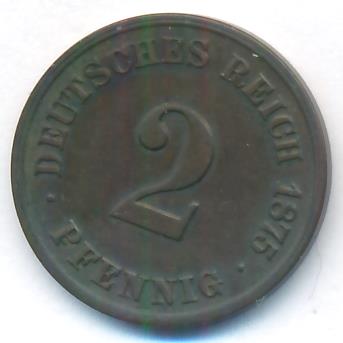 · DEUTSCHES REICH 1875 ·
2
PFENNIG